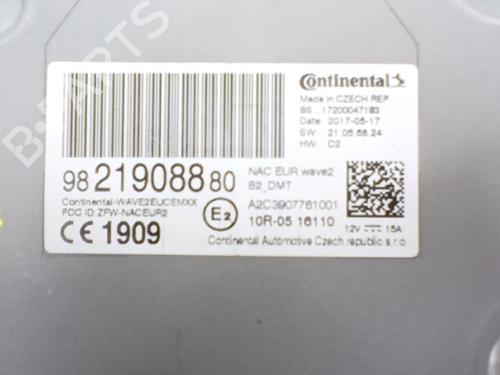 Continental
Made in CZECH REP
BS: 17200047183
Date: 2017-05-17
SW: 21.05.66.24
HW: C2
98 219088 80
NAC EUR wave2
B2_DMT
Continental-WAVE2EUCEMXX
FCC ID: ZFW-NACEUR2
A2C3907761001
E2
10R-05 16110
12V 15A
CE 1909
Continental Automotive Czech republic s.r.o.
B-PARTS